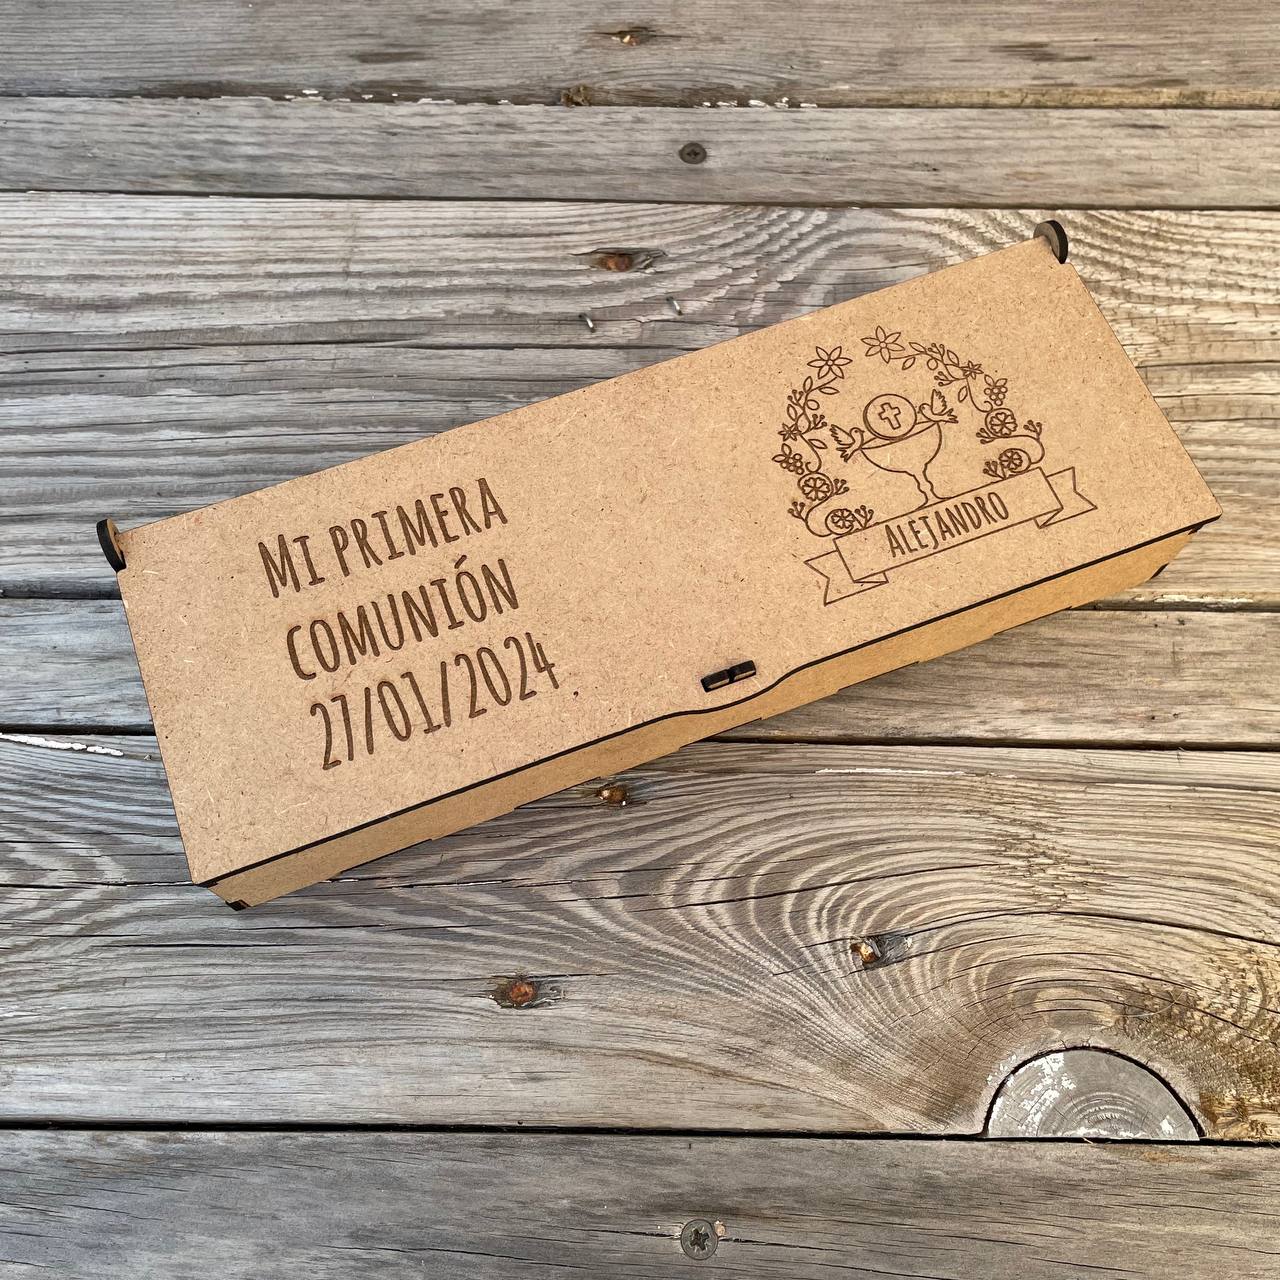 Mi PRIMERA
COMUNIÓN
27/01/2024
ALEJANDRO